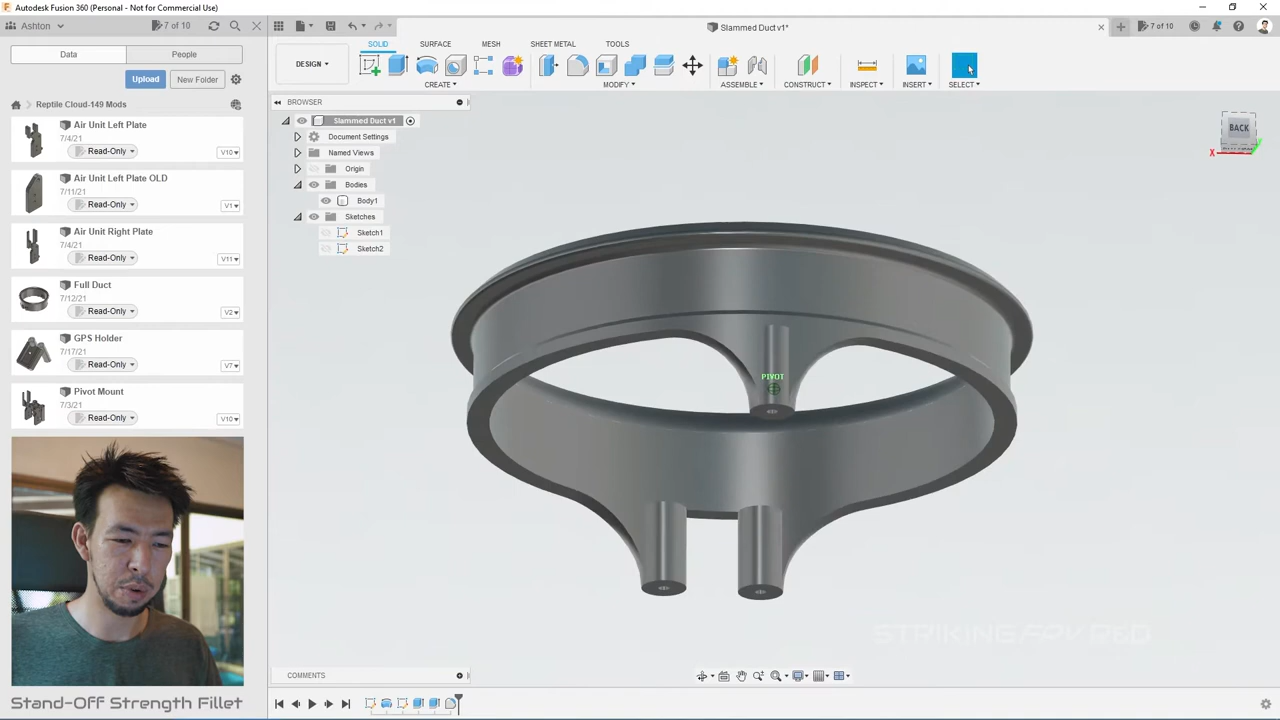 Autodesk Fusion 360 (Personal - Not for Commercial Use)
Ashton
7 of 10
Slammed Duct v1*
7 of 10
Data
People
SOLID
SURFACE
MESH
SHEET METAL
TOOLS
DESIGN
Upload
New Folder
CREATE
MODIFY
ASSEMBLE
CONSTRUCT
INSPECT
INSERT
SELECT
Reptile Cloud-149 Mods
BROWSER
Slammed Duct v1
Document Settings
Named Views
Origin
Bodies
Body1
Sketches
Sketch1
Sketch2
Air Unit Left Plate
7/4/21
Read-Only
V10
Air Unit Left Plate OLD
7/11/21
Read-Only
V1
Air Unit Right Plate
7/4/21
Read-Only
V11
Full Duct
7/12/21
Read-Only
V2
GPS Holder
7/17/21
Read-Only
V7
Pivot Mount
7/3/21
Read-Only
V10
BACK
X
Y
PIVOT
COMMENTS
Stand-Off Strength Fillet